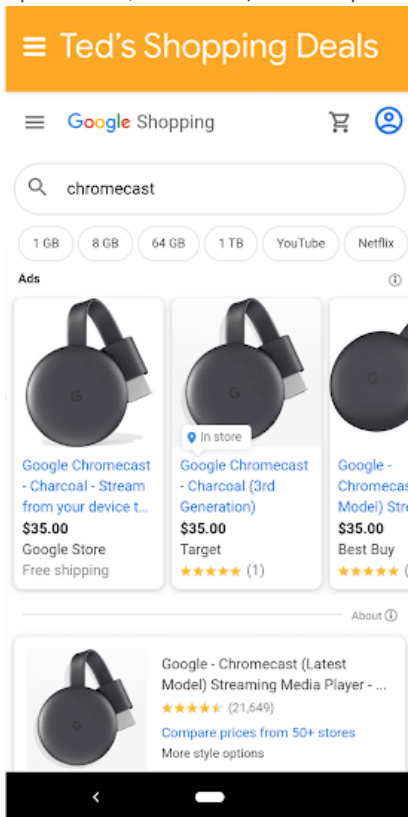 Ted's Shopping Deals
Google Shopping
chromecast
1 GB 8 GB 64 GB 1 TB YouTube Netflix
Ads
In store
Google Chromecast
- Charcoal - Stream
from your device t...
$35.00
Google Store
Free shipping
Google Chromecast
- Charcoal (3rd
Generation)
$35.00
Target
(1)
Google -
Chromecas
Model) Stre
$35.00
Best Buy
(
About
Google - Chromecast (Latest
Model) Streaming Media Player - ...
(21,649)
Compare prices from 50+ stores
More style options